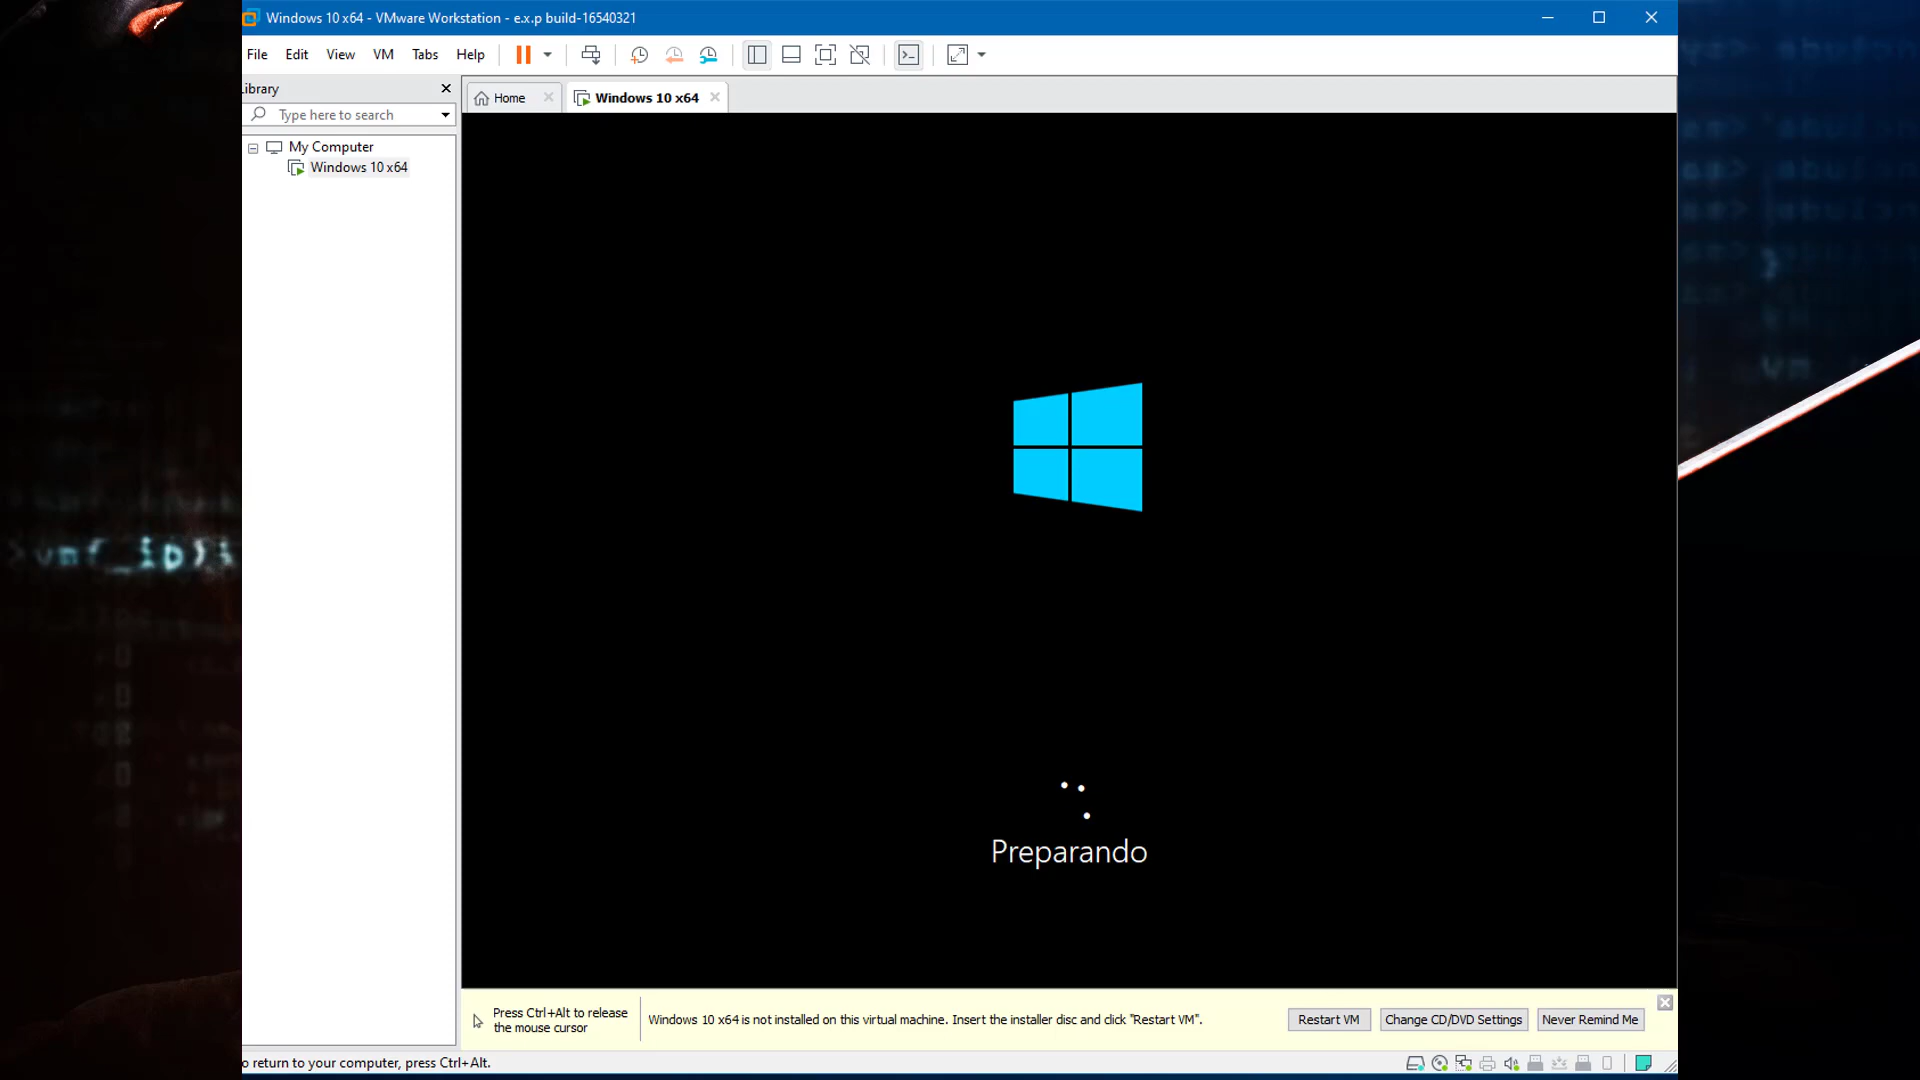 Windows 10 x64 - VMware Workstation - e.x.p build-16540321
File Edit View VM Tabs Help
ibrary
Type here to search
My Computer
Windows 10 x64
Home
Windows 10 x64
Preparando
Press Ctrl+Alt to release
the mouse cursor
Windows 10 x64 is not installed on this virtual machine. Insert the installer disc and click "Restart VM".
Restart VM
Change CD/DVD Settings
Never Remind Me
o return to your computer, press Ctrl+Alt.